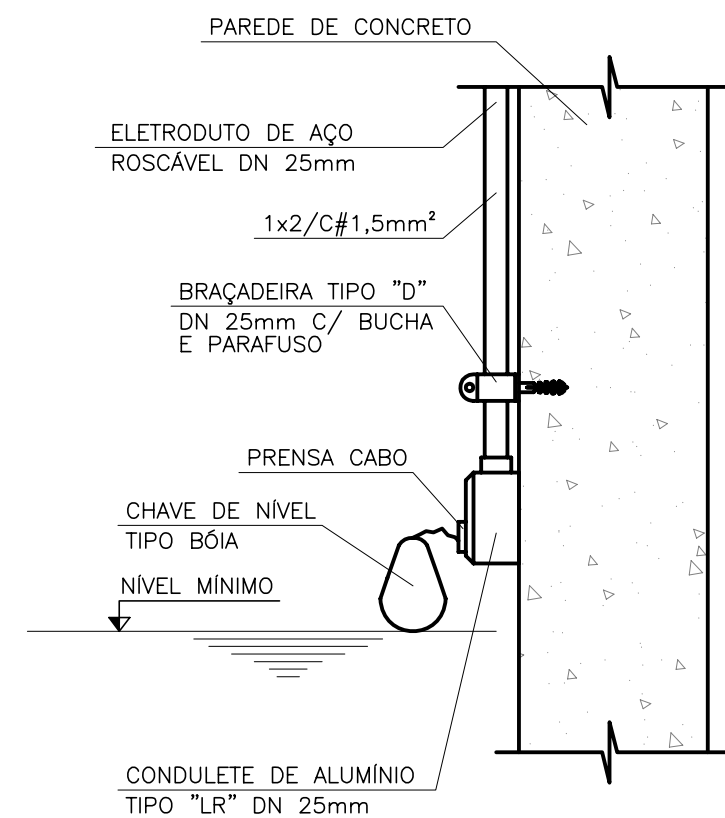 PAREDE DE CONCRETO
ELETRODUTO DE AÇO
ROSCÁVEL DN 25mm
1x2/C#1,5mm²
BRAÇADEIRA TIPO "D"
DN 25mm C/ BUCHA
E PARAFUSO
PRENSA CABO
CHAVE DE NÍVEL
TIPO BÓIA
NÍVEL MÍNIMO
CONDULETE DE ALUMÍNIO
TIPO "LR" DN 25mm